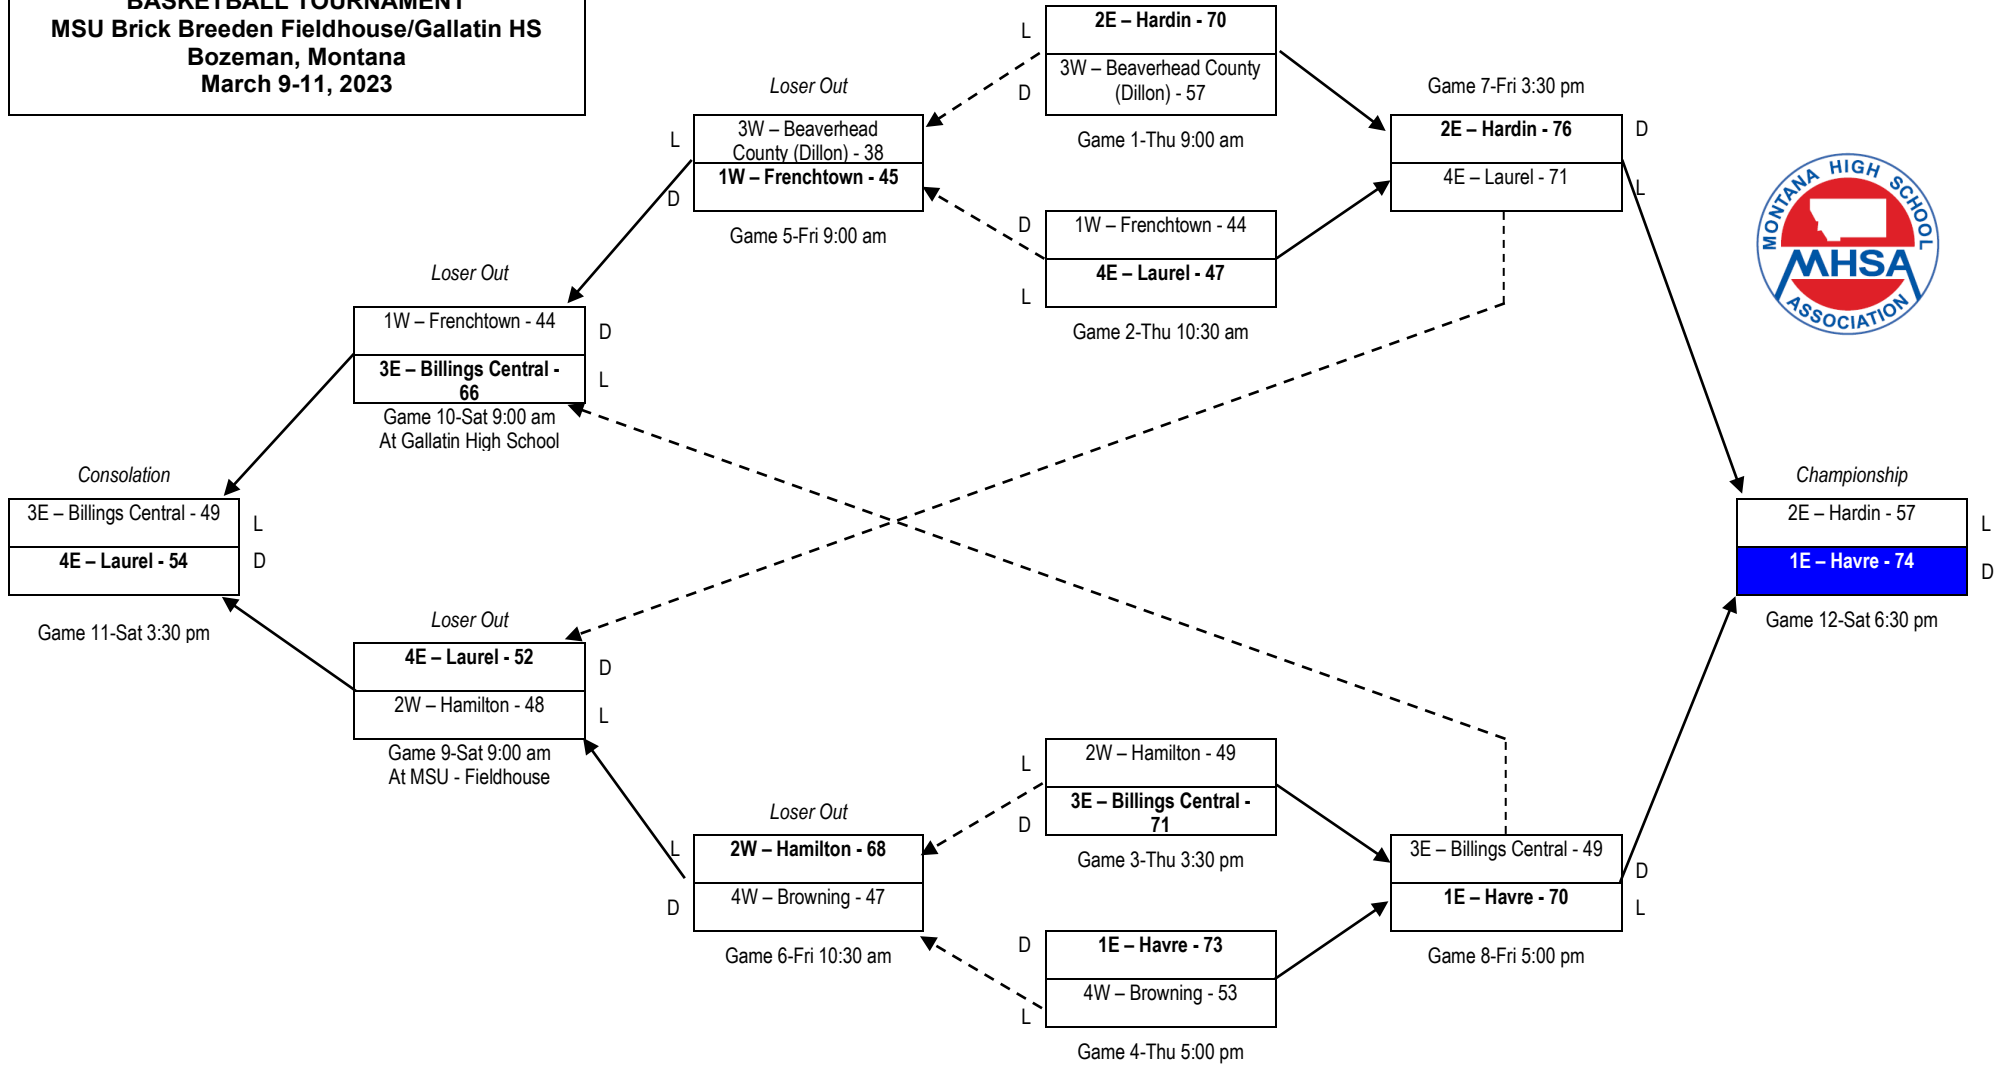 BASKETBALL TOURNAMENT
MSU Brick Breeden Fieldhouse/Gallatin HS
Bozeman, Montana
March 9-11, 2023
L
2E – Hardin - 70
D
3W – Beaverhead County
(Dillon) - 57
Game 1-Thu 9:00 am
Loser Out
L
3W – Beaverhead
County (Dillon) - 38
D
1W – Frenchtown - 45
Game 5-Fri 9:00 am
D
1W – Frenchtown - 44
L
4E – Laurel - 47
Game 2-Thu 10:30 am
Game 7-Fri 3:30 pm
2E – Hardin - 76
D
4E – Laurel - 71
L
MONTANA HIGH SCHOOL
MHSA
ASSOCIATION
Loser Out
1W – Frenchtown - 44
D
3E – Billings Central -
66
L
Game 10-Sat 9:00 am
At Gallatin High School
Consolation
3E – Billings Central - 49
L
4E – Laurel - 54
D
Game 11-Sat 3:30 pm
Championship
2E – Hardin - 57
L
1E – Havre - 74
D
Game 12-Sat 6:30 pm
Loser Out
4E – Laurel - 52
D
2W – Hamilton - 48
L
Game 9-Sat 9:00 am
At MSU - Fieldhouse
Loser Out
L
2W – Hamilton - 68
D
4W – Browning - 47
Game 6-Fri 10:30 am
L
2W – Hamilton - 49
D
3E – Billings Central -
71
Game 3-Thu 3:30 pm
3E – Billings Central - 49
D
1E – Havre - 70
L
Game 8-Fri 5:00 pm
D
1E – Havre - 73
4W – Browning - 53
L
Game 4-Thu 5:00 pm